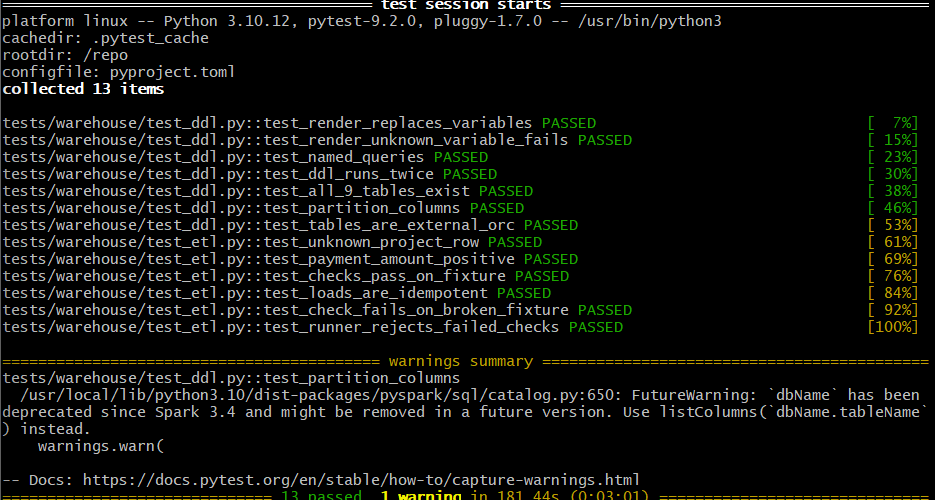 ============================================ test session starts ============================================
platform linux -- Python 3.10.12, pytest-9.2.0, pluggy-1.7.0 -- /usr/bin/python3
cachedir: .pytest_cache
rootdir: /repo
configfile: pyproject.toml
collected 13 items
tests/warehouse/test_ddl.py::test_render_replaces_variables PASSED [  7%]
tests/warehouse/test_ddl.py::test_render_unknown_variable_fails PASSED [ 15%]
tests/warehouse/test_ddl.py::test_named_queries PASSED [ 23%]
tests/warehouse/test_ddl.py::test_ddl_runs_twice PASSED [ 30%]
tests/warehouse/test_ddl.py::test_all_9_tables_exist PASSED [ 38%]
tests/warehouse/test_ddl.py::test_partition_columns PASSED [ 46%]
tests/warehouse/test_ddl.py::test_tables_are_external_orc PASSED [ 53%]
tests/warehouse/test_etl.py::test_unknown_project_row PASSED [ 61%]
tests/warehouse/test_etl.py::test_payment_amount_positive PASSED [ 69%]
tests/warehouse/test_etl.py::test_checks_pass_on_fixture PASSED [ 76%]
tests/warehouse/test_etl.py::test_loads_are_idempotent PASSED [ 84%]
tests/warehouse/test_etl.py::test_check_fails_on_broken_fixture PASSED [ 92%]
tests/warehouse/test_etl.py::test_runner_rejects_failed_checks PASSED [100%]
========================================== warnings summary ===========================================
tests/warehouse/test_ddl.py::test_partition_columns
  /usr/local/lib/python3.10/dist-packages/pyspark/sql/catalog.py:650: FutureWarning: `dbName` has been
deprecated since Spark 3.4 and might be removed in a future version. Use listColumns(`dbName.tableName`
) instead.
    warnings.warn(
-- Docs: https://docs.pytest.org/en/stable/how-to/capture-warnings.html
============================== 13 passed, 1 warning in 181.44s (0:03:01) ==============================